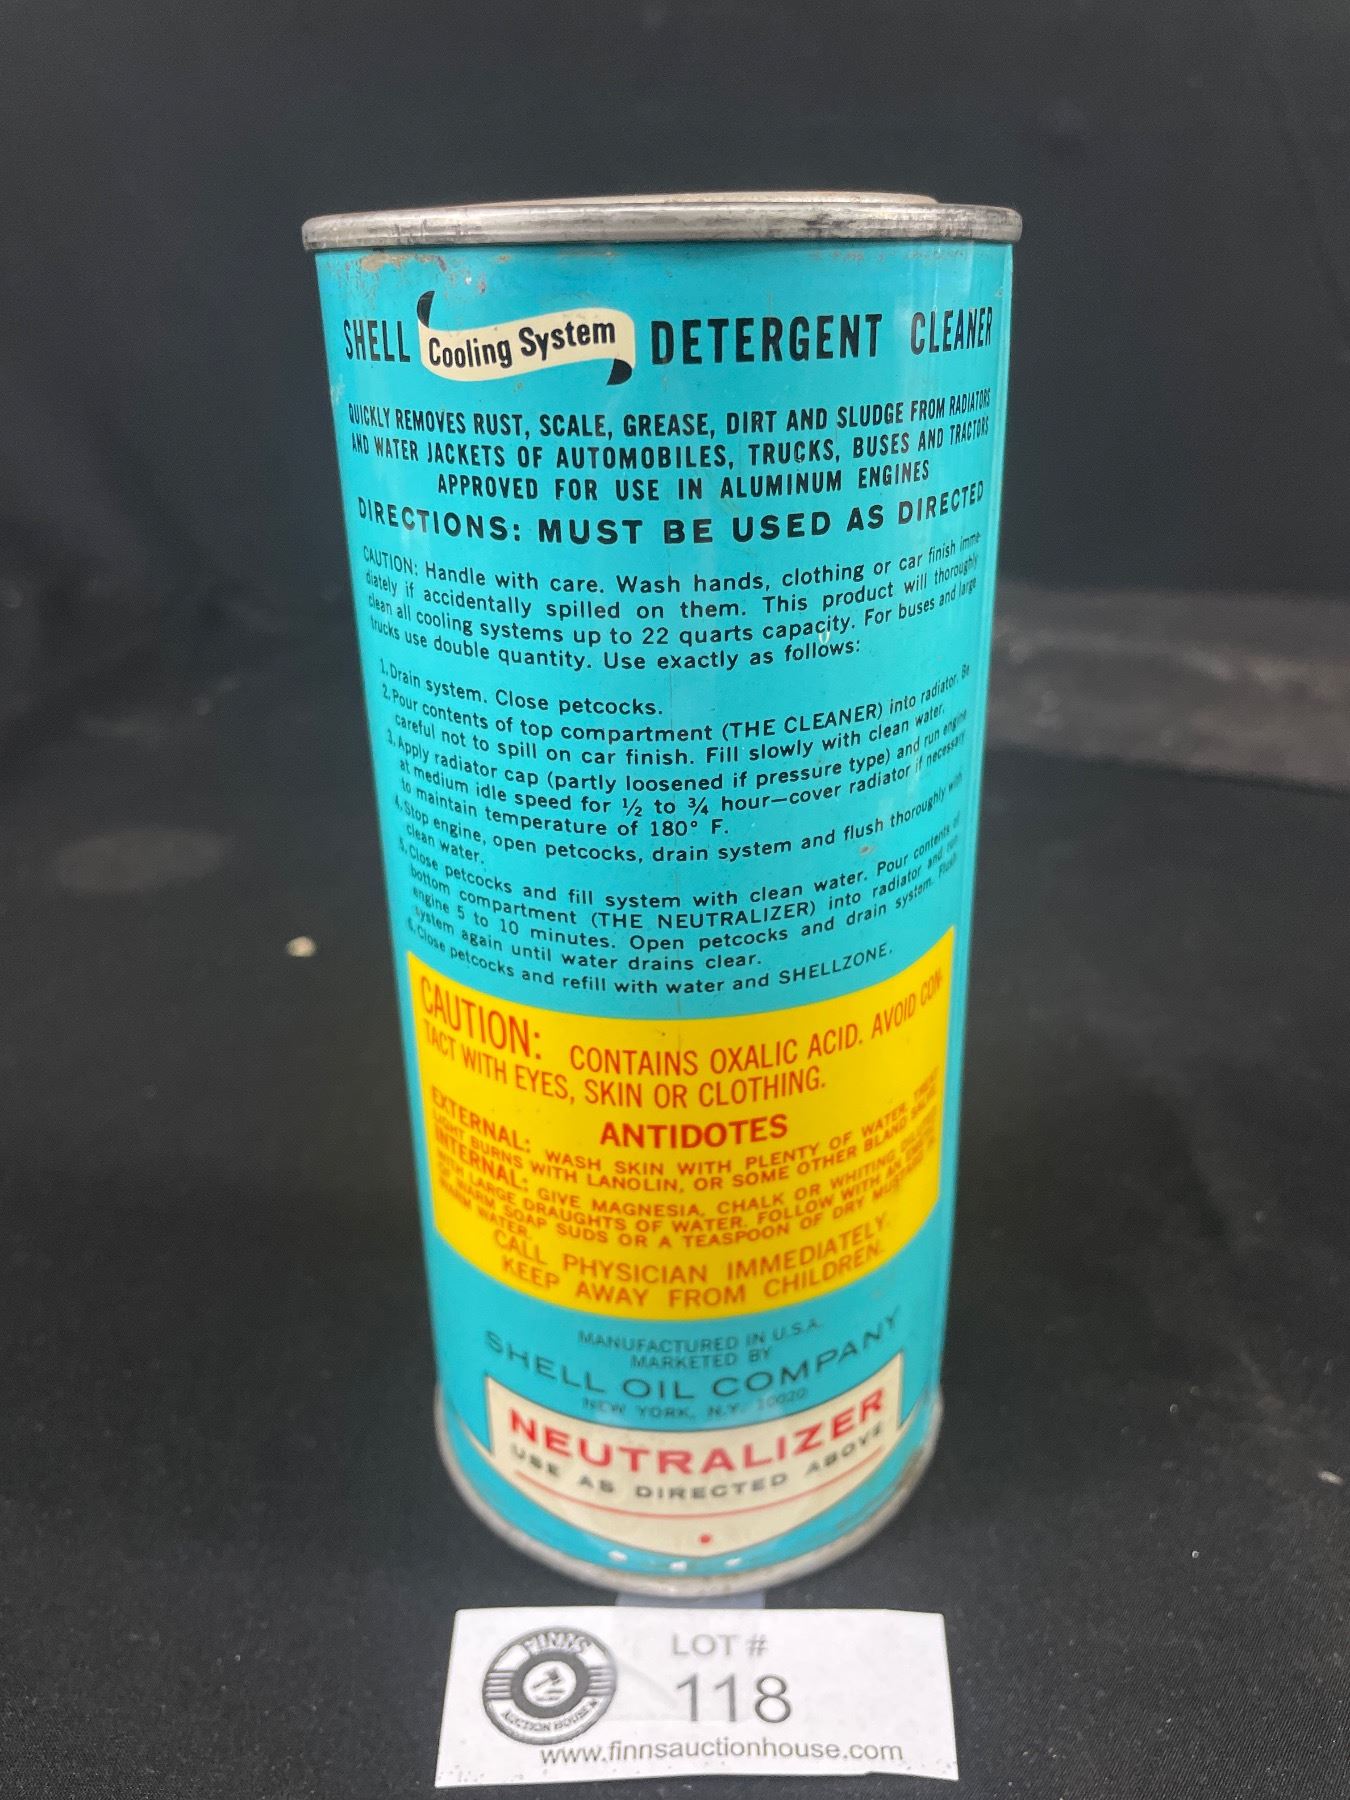 SHELL Cooling System DETERGENT CLEANER
QUICKLY REMOVES RUST, SCALE, GREASE, DIRT AND SLUDGE FROM RADIATORS
AND WATER JACKETS OF AUTOMOBILES, TRUCKS, BUSES AND TRACTORS
APPROVED FOR USE IN ALUMINUM ENGINES
DIRECTIONS: MUST BE USED AS DIRECTED
CAUTION: Handle with care. Wash hands, clothing or car finish imme-
diately if accidentally spilled on them. This product will thoroughly
clean all cooling systems up to 22 quarts capacity. For buses and large
trucks use double quantity. Use exactly as follows:
1. Drain system. Close petcocks.
2. Pour contents of top compartment (THE CLEANER) into radiator. Be
careful not to spill on car finish. Fill slowly with clean water.
3. Apply radiator cap (partly loosened if pressure type) and run engine
at medium idle speed for ½ to ¾ hour—cover radiator if necessary
to maintain temperature of 180° F.
4. Stop engine, open petcocks, drain system and flush thoroughly with
clean water.
5. Close petcocks and fill system with clean water. Pour contents of
bottom compartment (THE NEUTRALIZER) into radiator and run
engine 5 to 10 minutes. Open petcocks and drain system. Flush
system again until water drains clear.
6. Close petcocks and refill with water and SHELLZONE.
CAUTION: CONTAINS OXALIC ACID. AVOID CON-
TACT WITH EYES, SKIN OR CLOTHING.
ANTIDOTES
EXTERNAL: WASH SKIN WITH PLENTY OF WATER. TREAT
LIGHT BURNS WITH LANOLIN, OR SOME OTHER BLAND SALVE.
INTERNAL: GIVE MAGNESIA, CHALK OR WHITING, DILUTED
WITH LARGE DRAUGHTS OF WATER. FOLLOW WITH AN EMETIC
OF WARM SOAP SUDS OR A TEASPOON OF DRY MUSTARD IN
WARM WATER.
CALL PHYSICIAN IMMEDIATELY.
KEEP AWAY FROM CHILDREN.
MANUFACTURED IN U.S.A.
MARKETED BY
SHELL OIL COMPANY
NEW YORK, N.Y. 10020
NEUTRALIZER
USE AS DIRECTED ABOVE
FINNS
AUCTION HOUSE
LOT #
118
www.finnsauctionhouse.com